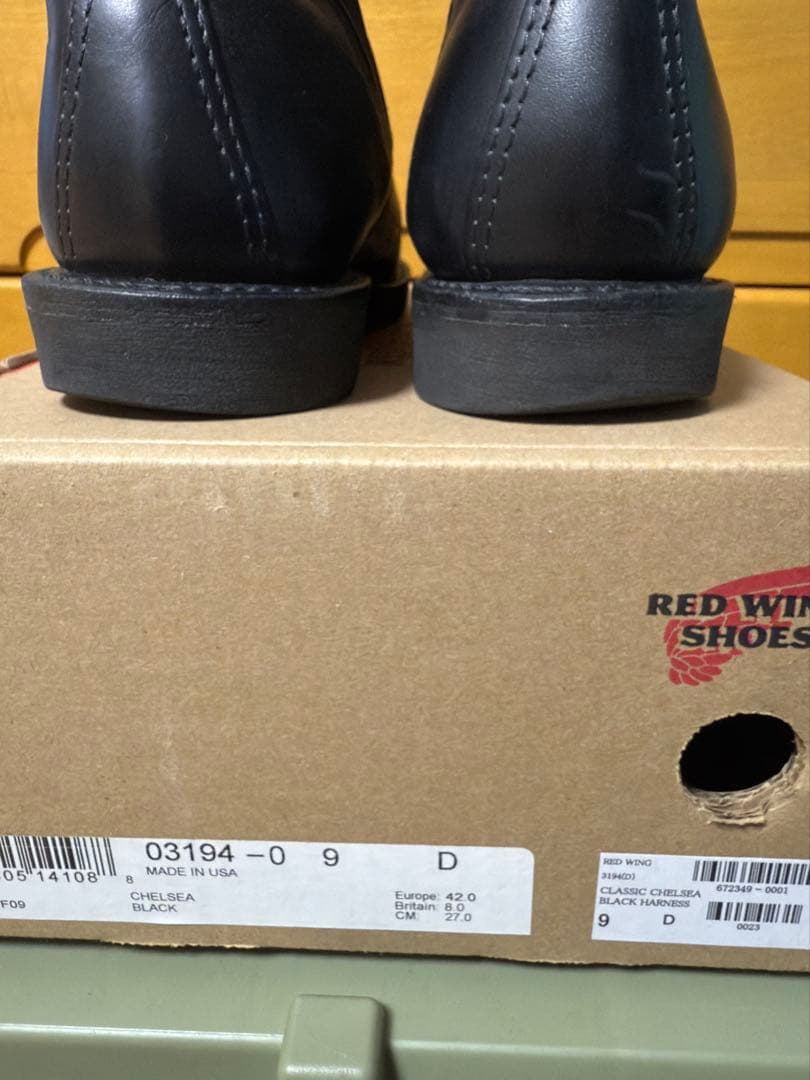 RED WIN
SHOES
03194-0 9 D
MADE IN USA
05 14108 8
CHELSEA
BLACK
F09
Europe: 42.0
Britain: 8.0
CM: 27.0
RED WING
3194(D)
672349-0001
CLASSIC CHELSEA
BLACK HARNESS
9 D
0023